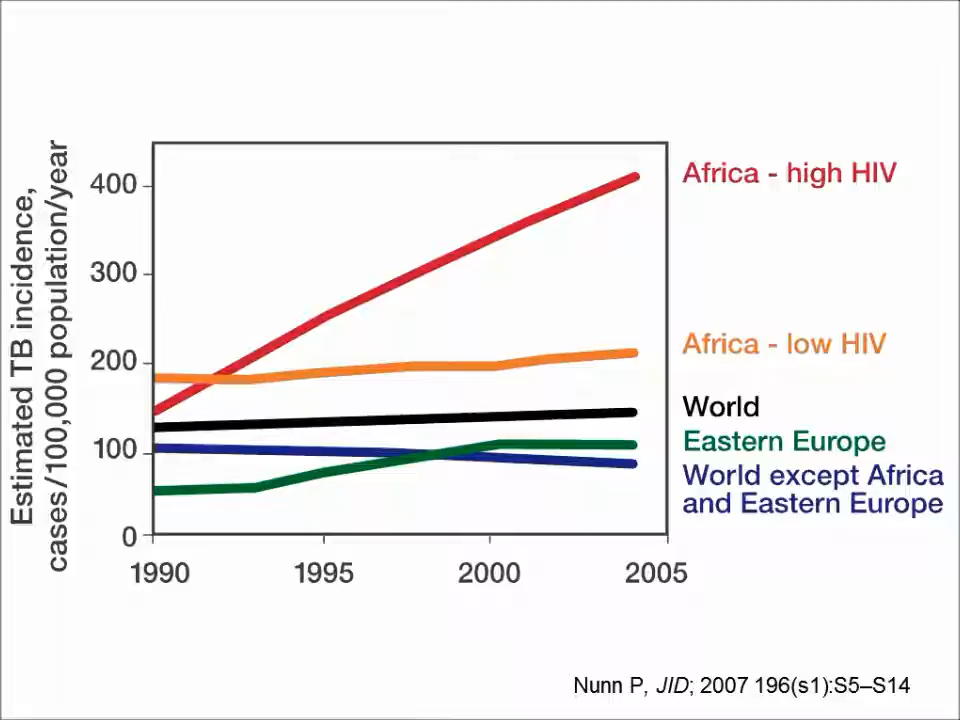 Estimated TB incidence,
cases/100,000 population/year
400
300
200
100
0
1990
1995
2000
2005
Africa - high HIV
Africa - low HIV
World
Eastern Europe
World except Africa
and Eastern Europe
Nunn P, JID; 2007 196(s1):S5–S14